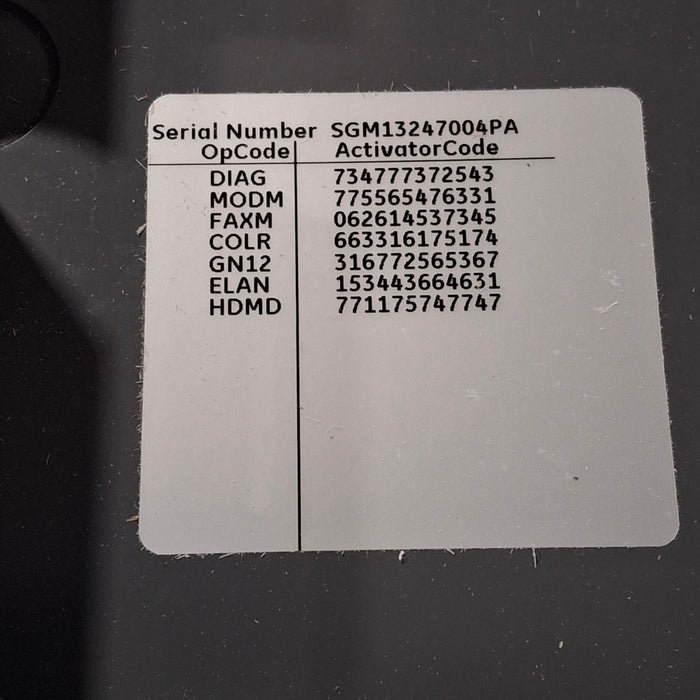 Serial Number SGM13247004PA
OpCode ActivatorCode
DIAG 734777372543
MODM 775565476331
FAXM 062614537345
COLR 663316175174
GN12 316772565367
ELAN 153443664631
HDMD 771175747747